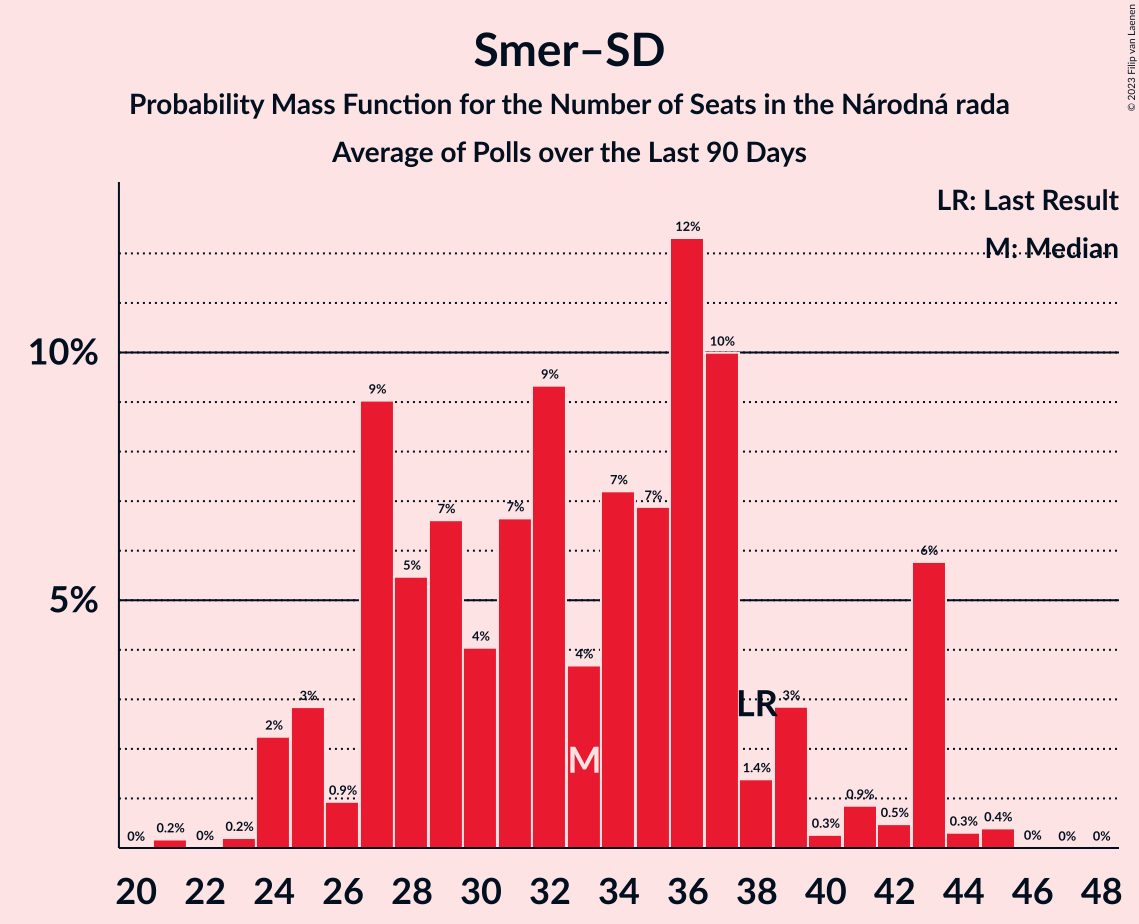 © 2023 Filip van Laenen
Smer–SD
Probability Mass Function for the Number of Seats in the Národná rada
Average of Polls over the Last 90 Days
LR: Last Result
M: Median
10%
5%
0% 0.2% 0% 0.2% 2% 3% 0.9% 9% 5% 7% 4% 7% 9% 4% 7% 7% 12% 10% 1.4% 3% 0.3% 0.9% 0.5% 6% 0.3% 0.4% 0% 0% 0%
LR
M
20 22 24 26 28 30 32 34 36 38 40 42 44 46 48